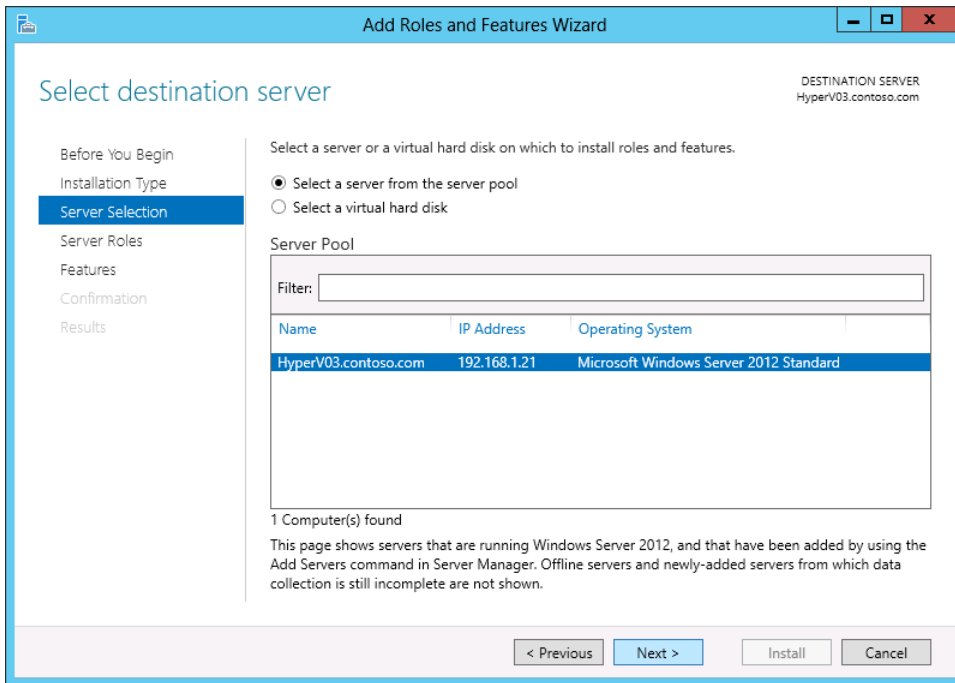 Add Roles and Features Wizard
x
Select destination server
DESTINATION SERVER
HyperV03.contoso.com
Before You Begin
Installation Type
Server Selection
Server Roles
Features
Confirmation
Results
Select a server or a virtual hard disk on which to install roles and features.
Select a server from the server pool
Select a virtual hard disk
Server Pool
Filter:
Name IP Address Operating System
HyperV03.contoso.com 192.168.1.21 Microsoft Windows Server 2012 Standard
1 Computer(s) found
This page shows servers that are running Windows Server 2012, and that have been added by using the
Add Servers command in Server Manager. Offline servers and newly-added servers from which data
collection is still incomplete are not shown.
< Previous Next > Install Cancel